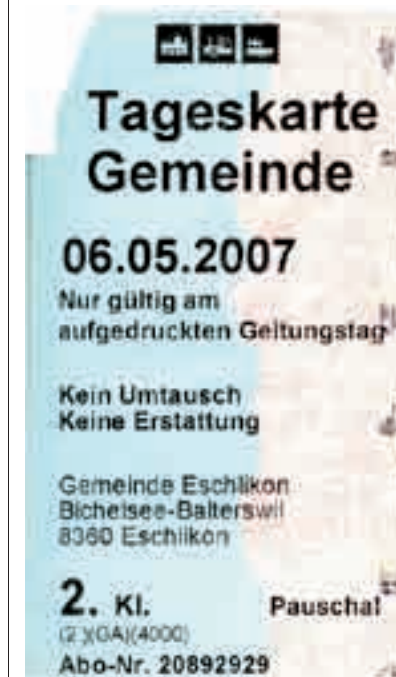 Tageskarte
Gemeinde
06.05.2007
Nur gültig am
aufgedruckten Geltungstag
Kein Umtausch
Keine Erstattung
Gemeinde Eschlikon
Bichelsee-Balterswil
8360 Eschlikon
2. Kl. Pauschal
(2.)(GA)(4000)
Abo-Nr. 20892929